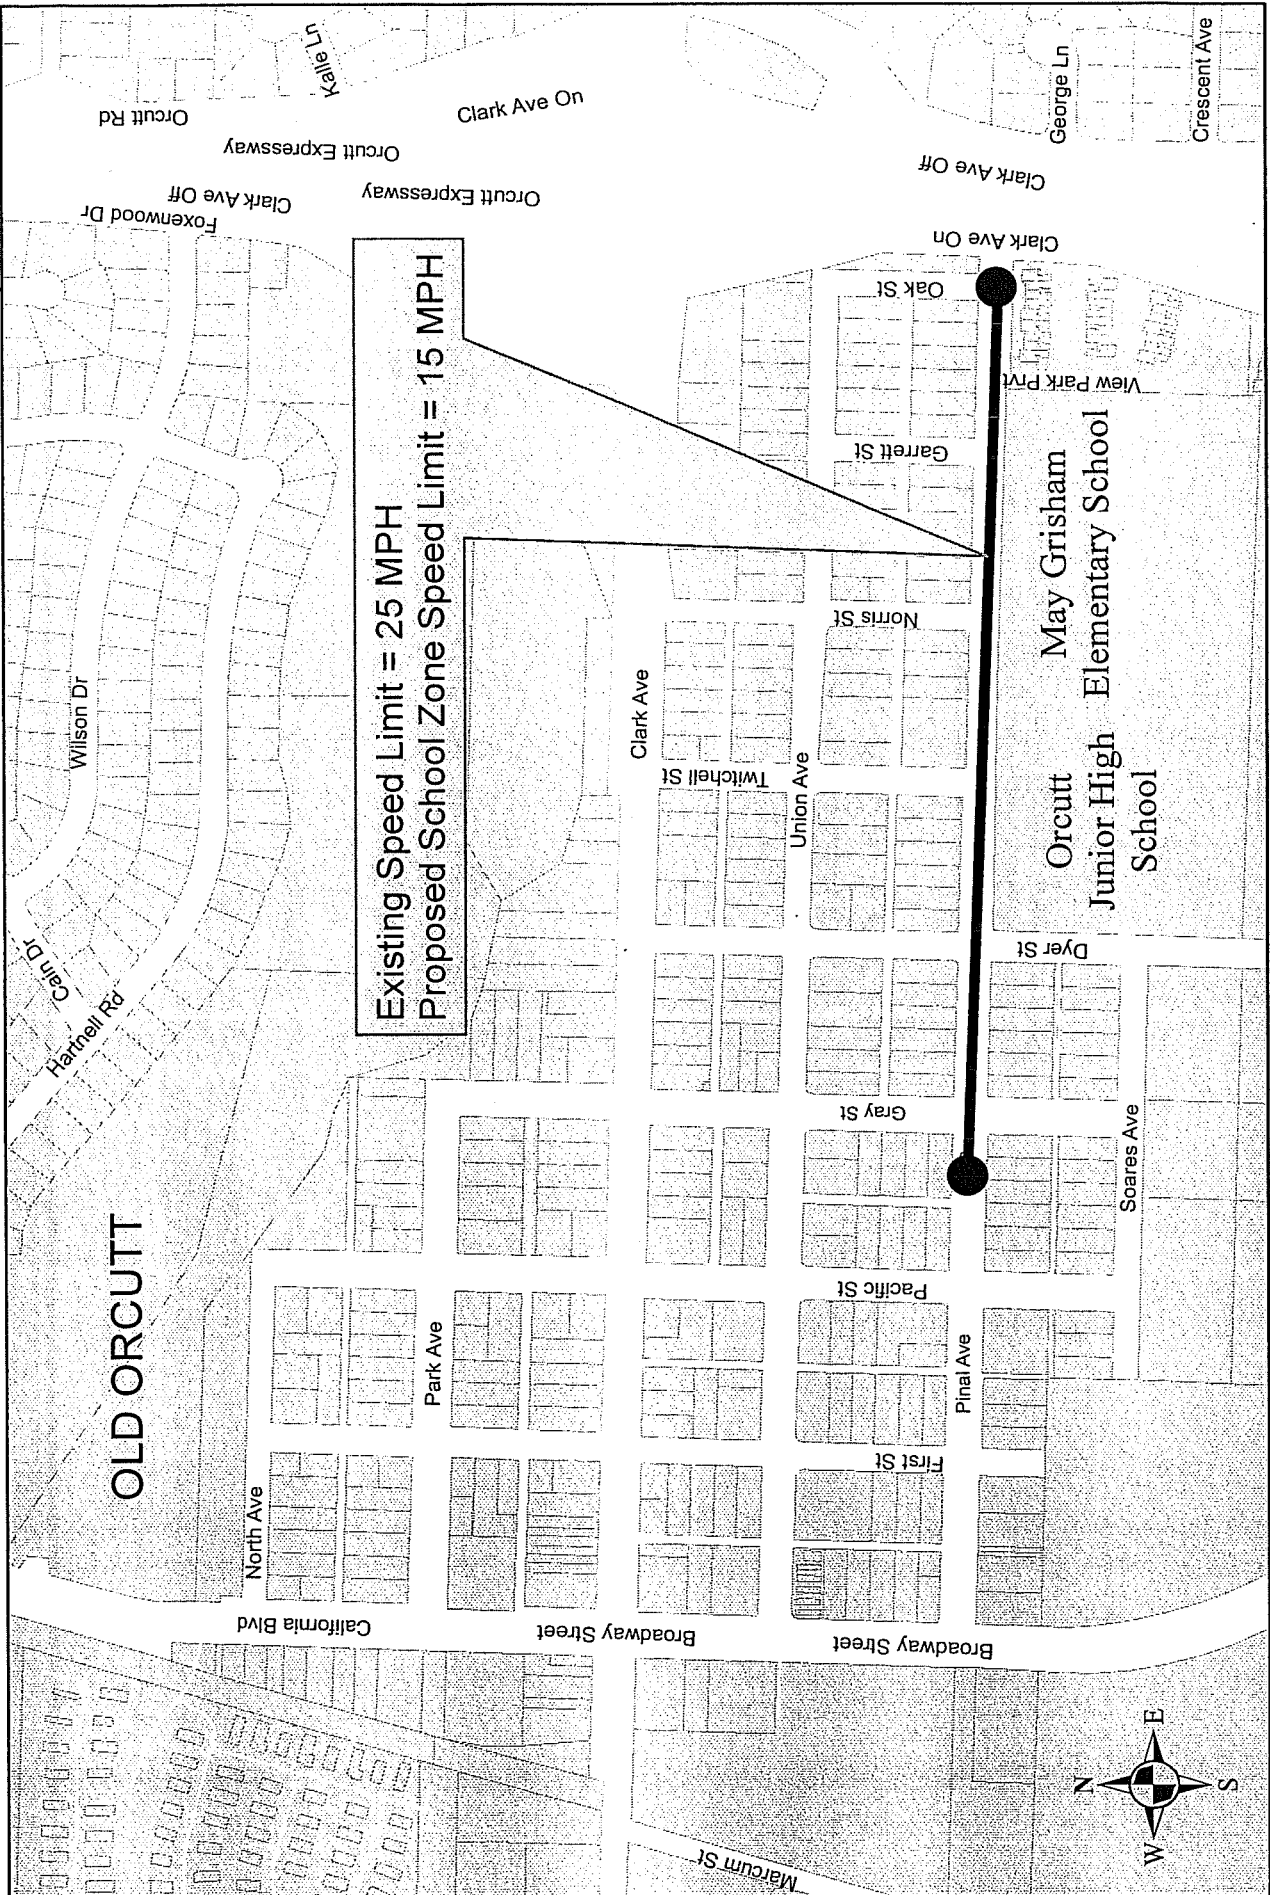 OLD ORCUTT
Existing Speed Limit = 25 MPH
Proposed School Zone Speed Limit = 15 MPH
Orcutt
Junior High
School
May Grisham
Elementary School
Orcutt Rd
Kalle Ln
Orcutt Expressway
Clark Ave On
Foxenwood Dr
Clark Ave Off
Orcutt Expressway
Clark Ave Off
Clark Ave On
George Ln
Crescent Ave
Wilson Dr
Cain Dr
Hartnell Rd
Oak St
View Park Prvt
Garrett St
Norris St
Clark Ave
Twitchell St
Union Ave
Dyer St
Gray St
Soares Ave
Pacific St
Park Ave
Pinal Ave
First St
North Ave
California Blvd
Broadway Street
Broadway Street
Marcum St
N
W
E
S